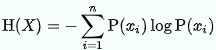 H(X) = −∑_{i=1}^{n} P(x_i) log P(x_i)